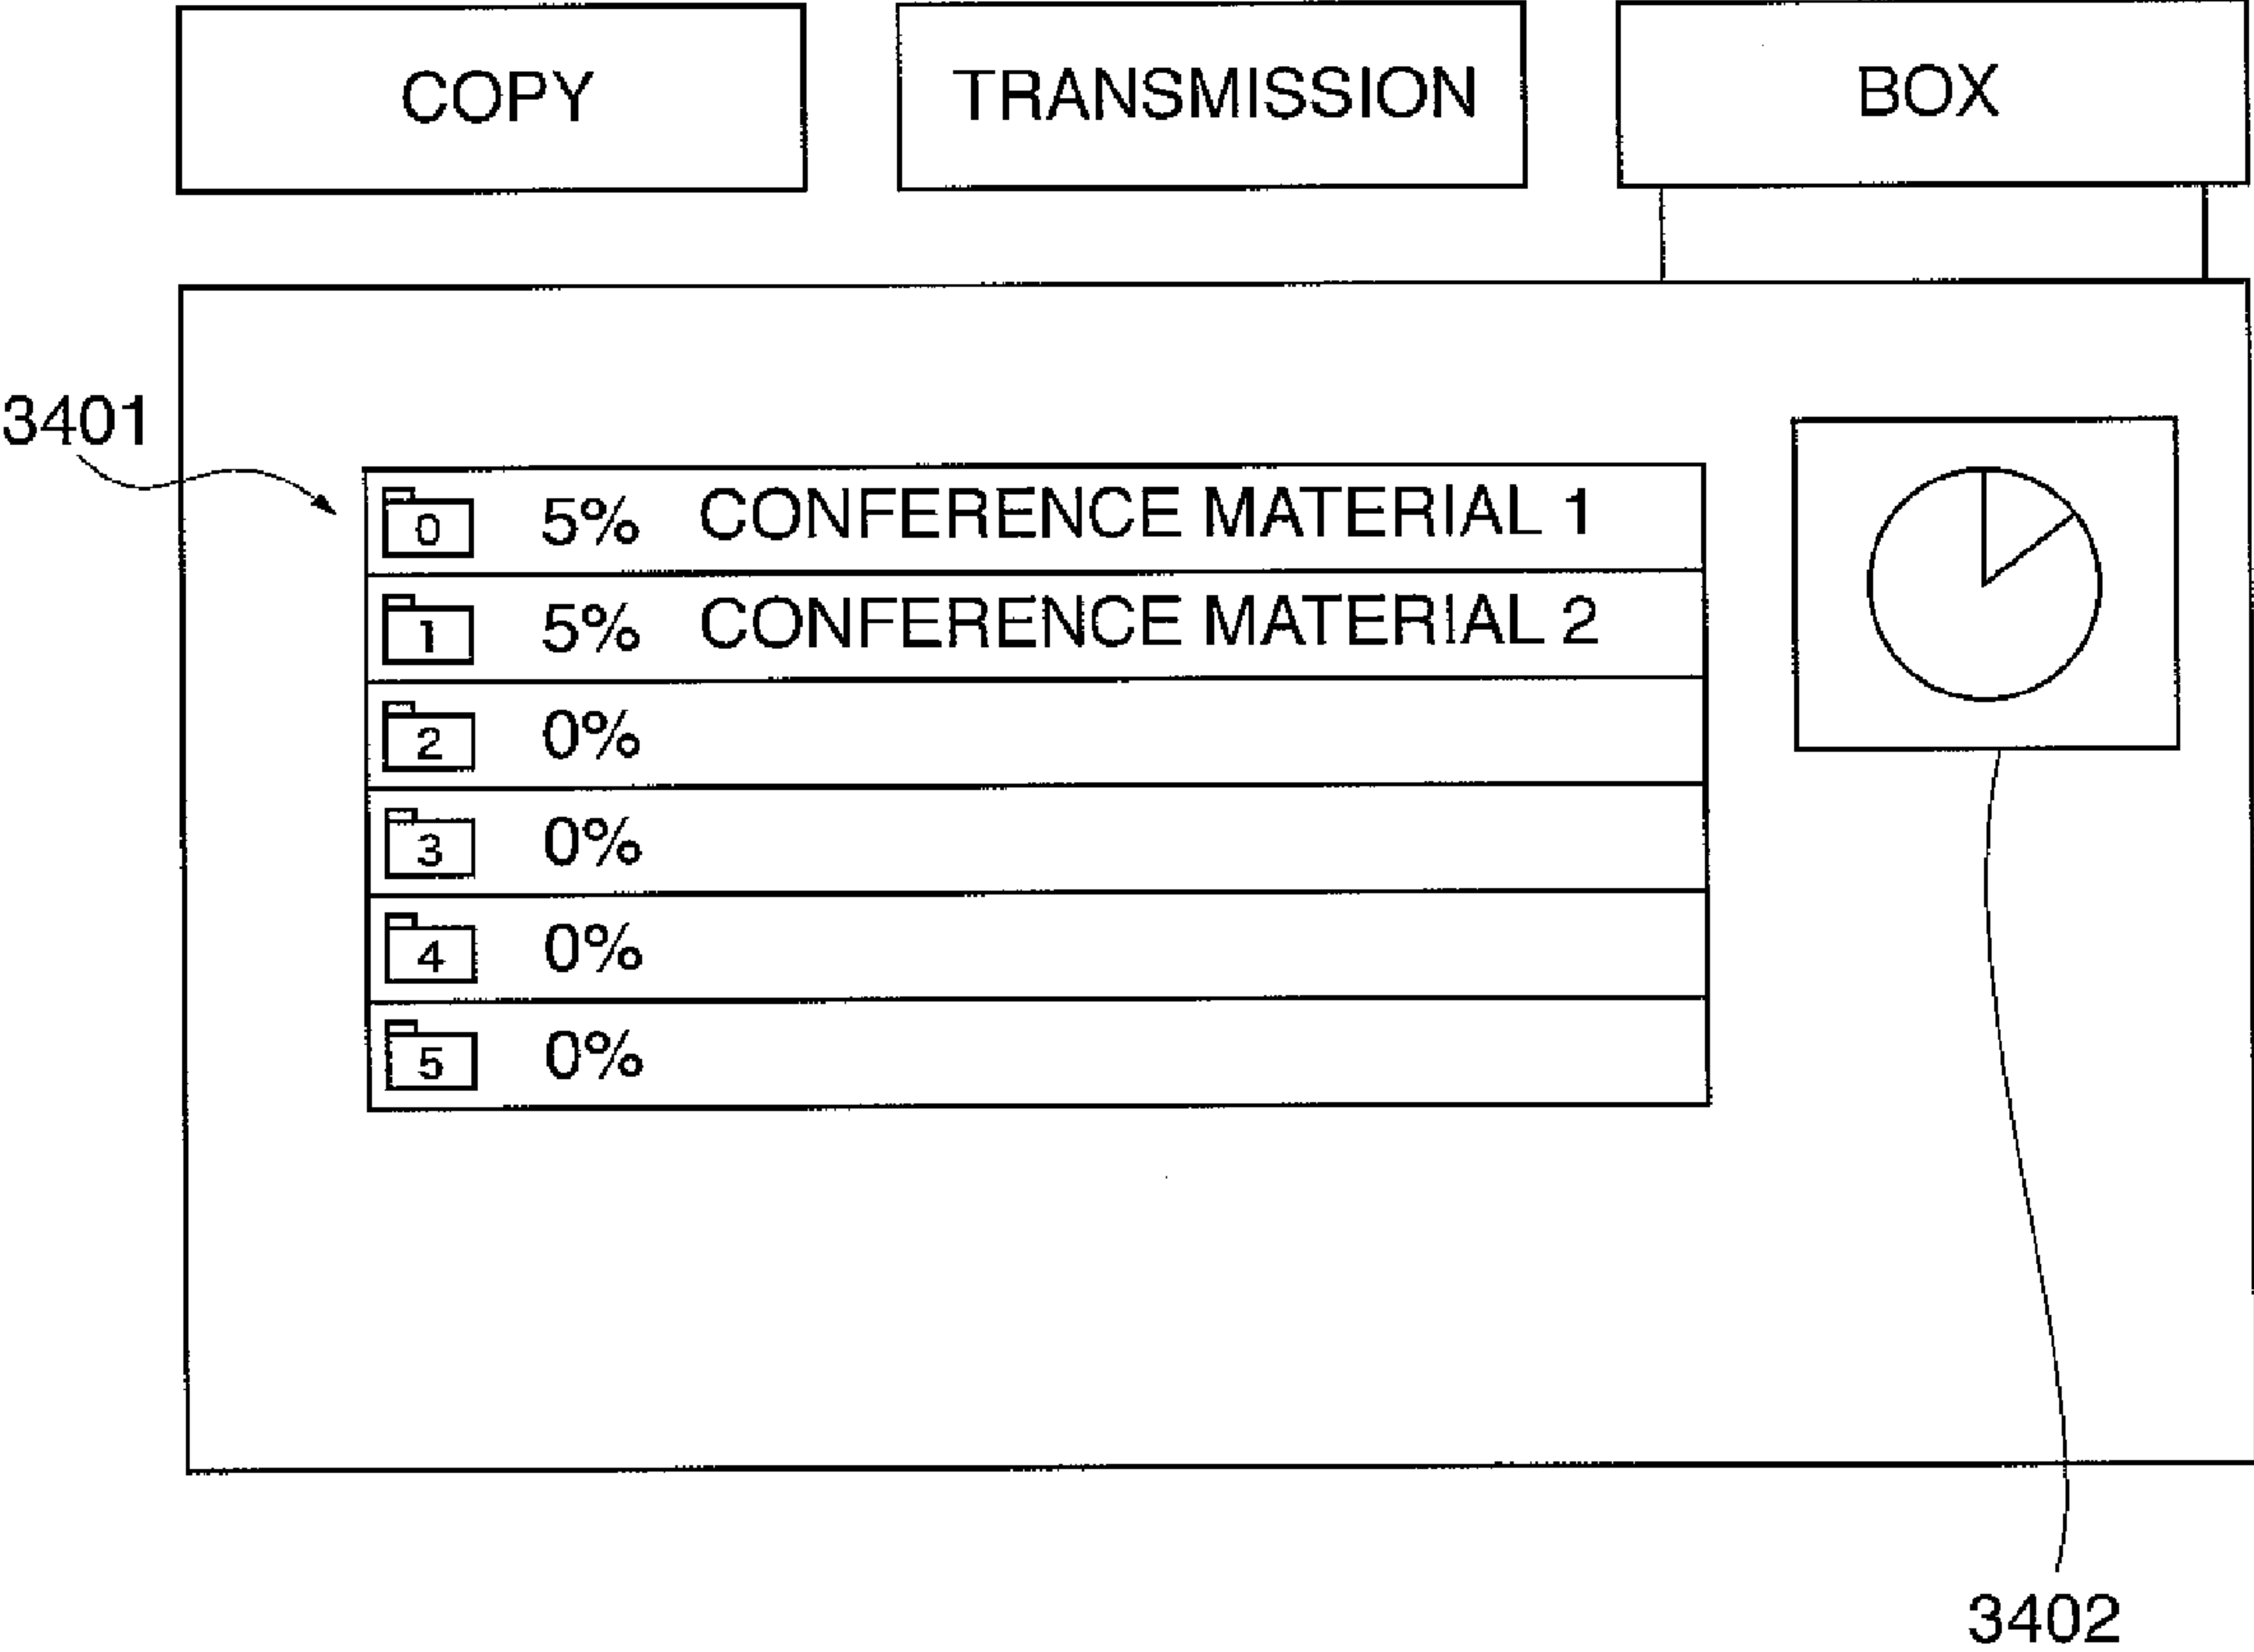 COPY TRANSMISSION BOX
3401
0 5% CONFERENCE MATERIAL 1
1 5% CONFERENCE MATERIAL 2
2 0%
3 0%
4 0%
5 0%
3402